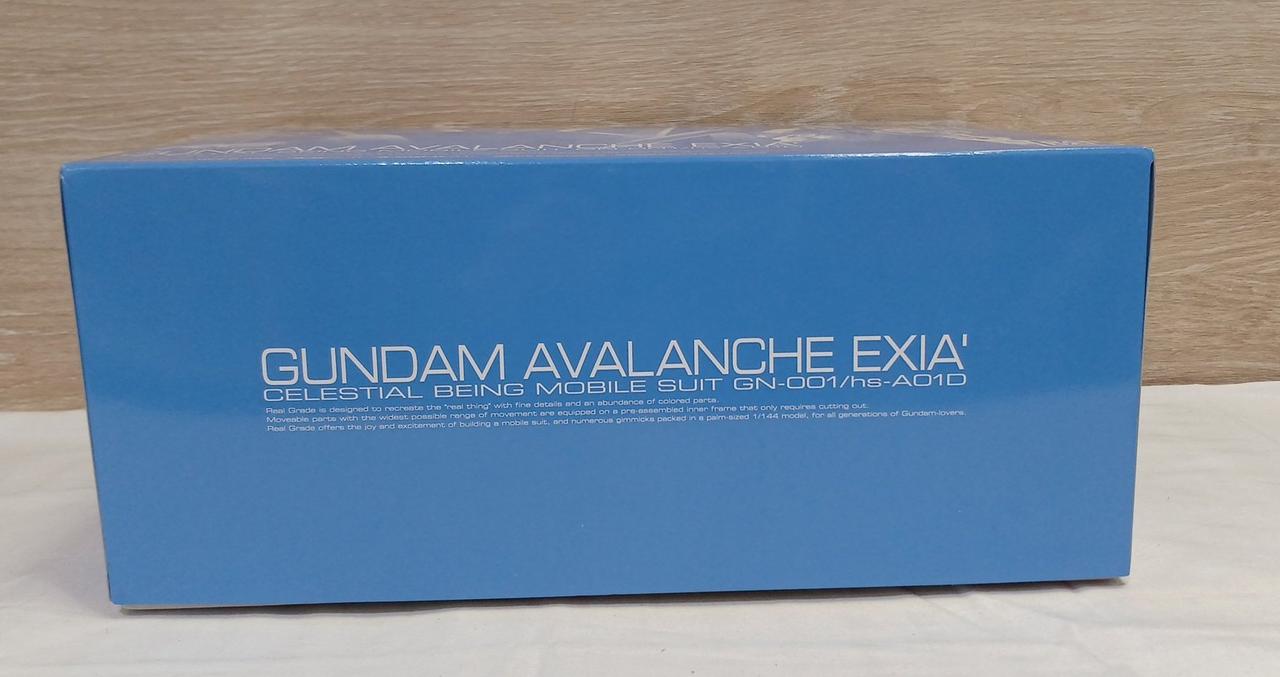 GUNDAM AVALANCHE EXIA'
GUNDAM AVALANCHE EXIA'
CELESTIAL BEING MOBILE SUIT GN-001/hs-A01D
Real Grade is designed to recreate the "real thing" with fine details and an abundance of colored parts.
Moveable parts with the widest possible range of movement are equipped on a pre-assembled inner frame that only requires cutting out.
Real Grade offers the joy and excitement of building a mobile suit, and numerous gimmicks packed in a palm-sized 1/144 model, for all generations of Gundam-lovers.